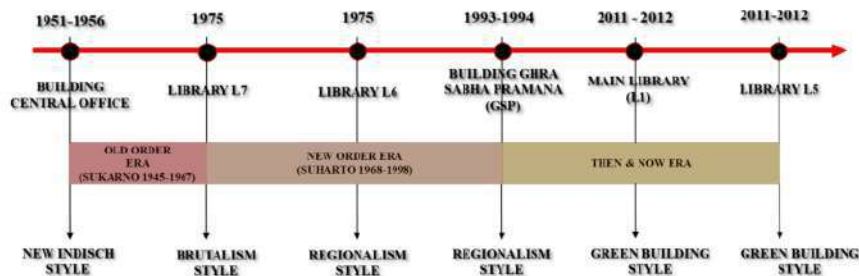 1951-1956 1975 1975 1993-1994 2011 - 2012 2011-2012
BUILDING
CENTRAL OFFICE
LIBRARY L7
LIBRARY L6
BUILDING GHRA
SABHA PRAMANA
(GSP)
MAIN LIBRARY
(L1)
LIBRARY L5
OLD ORDER
ERA
(SUKARNO 1945-1967)
NEW ORDER ERA
(SUHARTO 1968-1998)
THEN & NOW ERA
NEW INDISCH
STYLE
BRUTALISM
STYLE
REGIONALISM
STYLE
REGIONALISM
STYLE
GREEN BUILDING
STYLE
GREEN BUILDING
STYLE